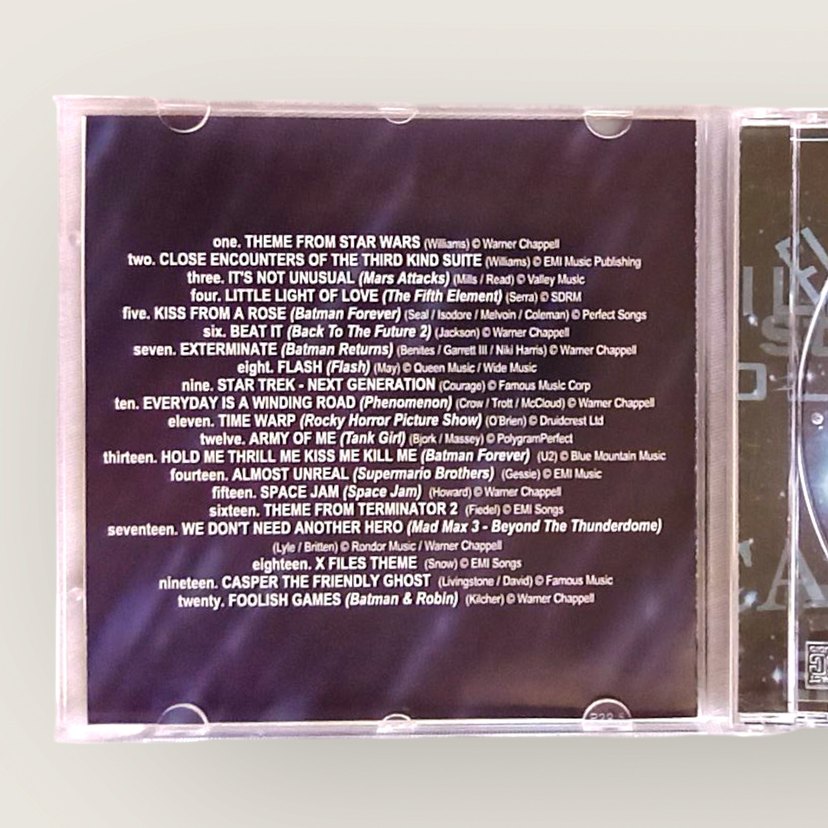 one. THEME FROM STAR WARS (Williams) © Warner Chappell
two. CLOSE ENCOUNTERS OF THE THIRD KIND SUITE (Williams) © EMI Music Publishing
three. IT'S NOT UNUSUAL (Mars Attacks) (Mills / Read) © Valley Music
four. LITTLE LIGHT OF LOVE (The Fifth Element) (Serra) © SDRM
five. KISS FROM A ROSE (Batman Forever) (Seal / Isodore / Melvoin / Coleman) © Perfect Songs
six. BEAT IT (Back To The Future 2) (Jackson) © Warner Chappell
seven. EXTERMINATE (Batman Returns) (Benites / Garrett III / Niki Harris) © Warner Chappell
eight. FLASH (Flash) (May) © Queen Music / Wide Music
nine. STAR TREK - NEXT GENERATION (Courage) © Famous Music Corp
ten. EVERYDAY IS A WINDING ROAD (Phenomenon) (Crow / Trott / McCloud) © Warner Chappell
eleven. TIME WARP (Rocky Horror Picture Show) (O'Brien) © Druidcrest Ltd
twelve. ARMY OF ME (Tank Girl) (Bjork / Massey) © PolygramPerfect
thirteen. HOLD ME THRILL ME KISS ME KILL ME (Batman Forever) (U2) © Blue Mountain Music
fourteen. ALMOST UNREAL (Supermario Brothers) (Gessie) © EMI Music
fifteen. SPACE JAM (Space Jam) (Howard) © Warner Chappell
sixteen. THEME FROM TERMINATOR 2 (Fiedel) © EMI Songs
seventeen. WE DON'T NEED ANOTHER HERO (Mad Max 3 - Beyond The Thunderdome)
(Lyle / Britten) © Rondor Music / Warner Chappell
eighteen. X FILES THEME (Snow) © EMI Songs
nineteen. CASPER THE FRIENDLY GHOST (Livingstone / David) © Famous Music
twenty. FOOLISH GAMES (Batman & Robin) (Kilcher) © Warner Chappell